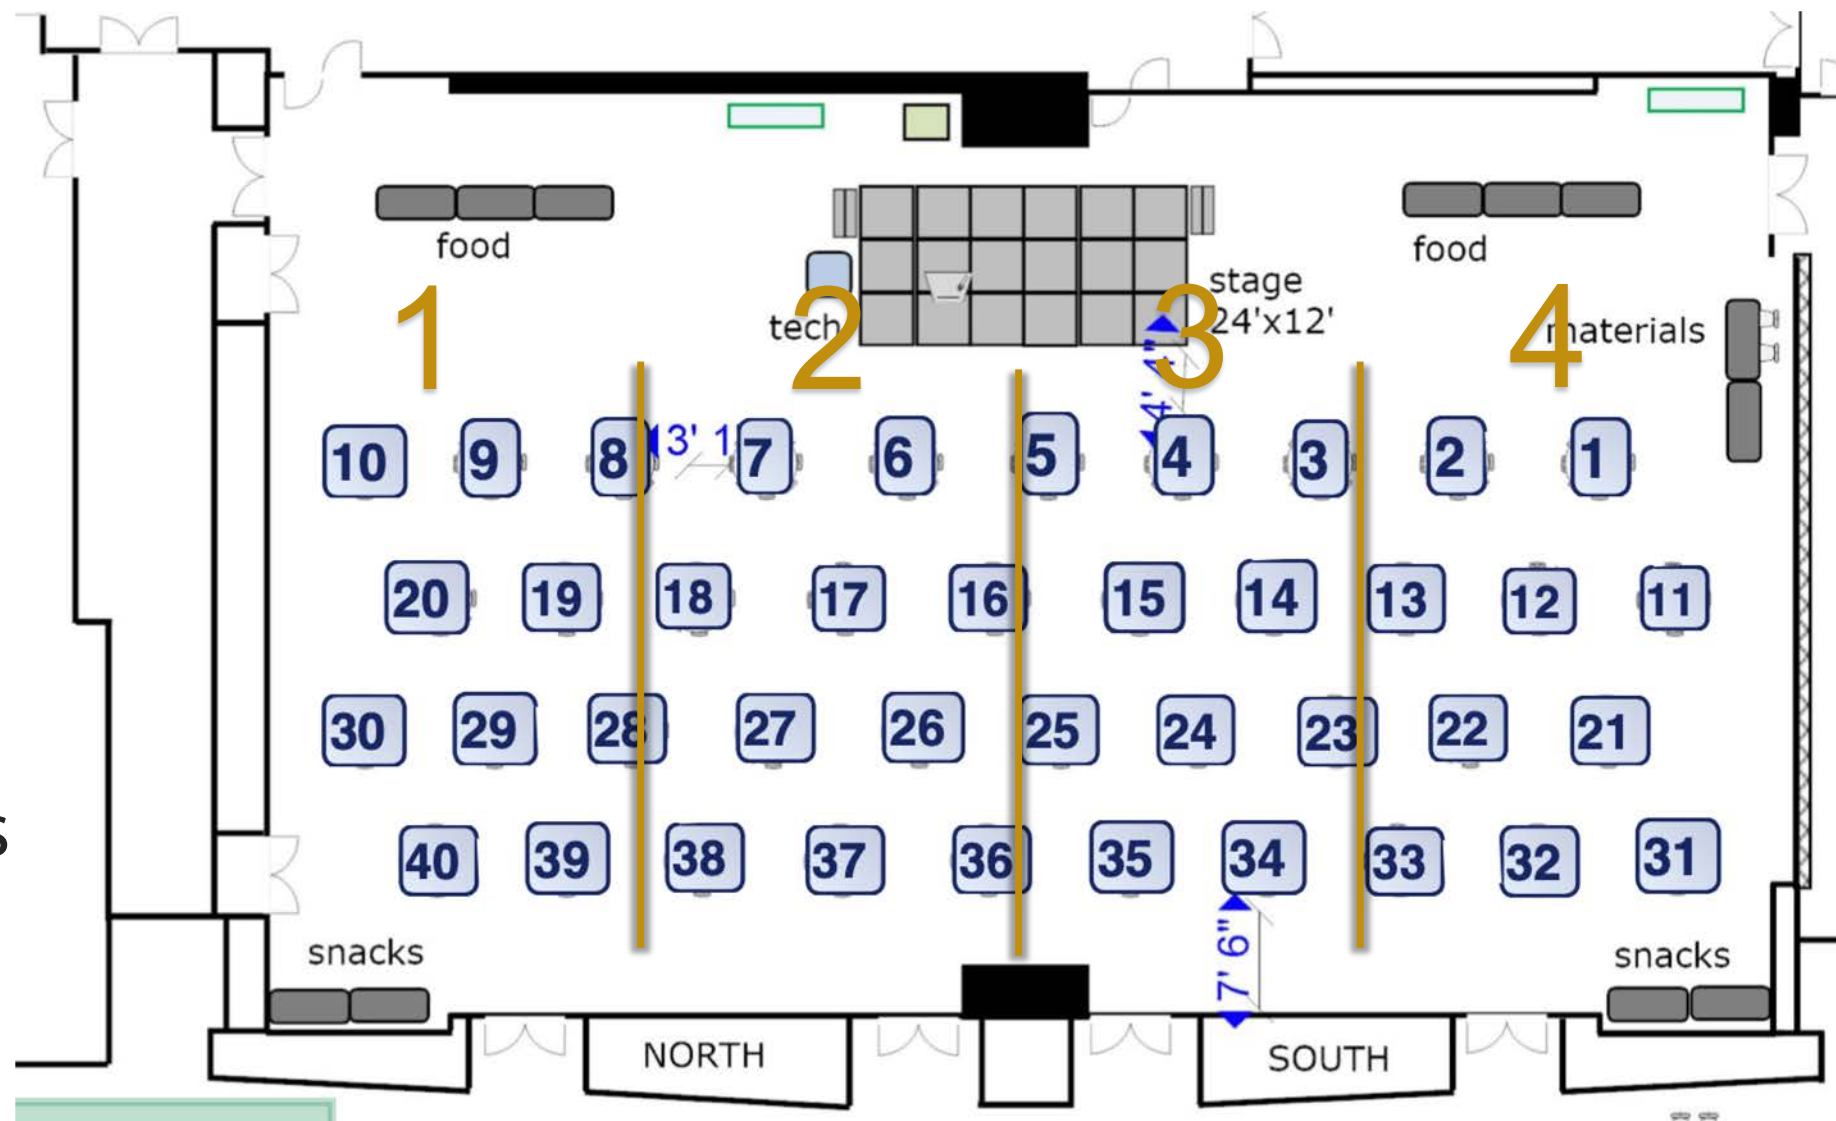 food
food
1
2
3
4
stage
24'x12'
tech
materials
4' 4"
3' 1
10 9 8 7 6 5 4 3 2 1
20 19 18 17 16 15 14 13 12 11
30 29 28 27 26 25 24 23 22 21
s
40 39 38 37 36 35 34 33 32 31
7' 6"
snacks
snacks
NORTH
SOUTH